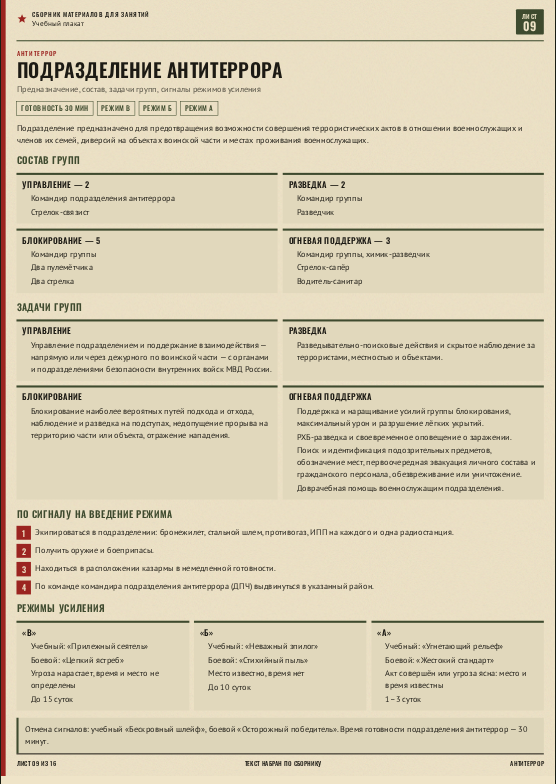 СБОРНИК МАТЕРИАЛОВ ДЛЯ ЗАНЯТИЙ
Учебный плакат
ЛИСТ
09
АНТИТЕРРОР
ПОДРАЗДЕЛЕНИЕ АНТИТЕРРОРА
Предназначение, состав, задачи групп, сигналы режимов усиления
ГОТОВНОСТЬ 30 МИН
РЕЖИМ В
РЕЖИМ Б
РЕЖИМ А
Подразделение предназначено для предотвращения возможности совершения террористических актов в отношении военнослужащих и
членов их семей, диверсий на объектах воинской части и местах проживания военнослужащих.
СОСТАВ ГРУПП
УПРАВЛЕНИЕ — 2
Командир подразделения антитеррора
Стрелок-связист
РАЗВЕДКА — 2
Командир группы
Разведчик
БЛОКИРОВАНИЕ — 5
Командир группы
Два пулемётчика
Два стрелка
ОГНЕВАЯ ПОДДЕРЖКА — 3
Командир группы, химик-разведчик
Стрелок-сапёр
Водитель-санитар
ЗАДАЧИ ГРУПП
УПРАВЛЕНИЕ
Управление подразделением и поддержание взаимодействия —
напрямую или через дежурного по воинской части — с органами
и подразделениями безопасности внутренних войск МВД России.
РАЗВЕДКА
Разведывательно-поисковые действия и скрытое наблюдение за
террористами, местностью и объектами.
БЛОКИРОВАНИЕ
Блокирование наиболее вероятных путей подхода и отхода,
наблюдение и разведка на подступах, недопущение прорыва на
территорию части или объекта, отражение нападения.
ОГНЕВАЯ ПОДДЕРЖКА
Поддержка и наращивание усилий группы блокирования,
максимальный урон и разрушение лёгких укрытий.
РХБ-разведка и своевременное оповещение о заражении.
Поиск и идентификация подозрительных предметов,
обозначение мест, первоочередная эвакуация личного состава и
гражданского персонала, обезвреживание или уничтожение.
Доврачебная помощь военнослужащим подразделения.
ПО СИГНАЛУ НА ВВЕДЕНИЕ РЕЖИМА
1 Экипироваться в подразделении: бронежилет, стальной шлем, противогаз, ИПП на каждого и одна радиостанция.
2 Получить оружие и боеприпасы.
3 Находиться в расположении казармы в немедленной готовности.
4 По команде командира подразделения антитеррора (ДПЧ) выдвинуться в указанный район.
РЕЖИМЫ УСИЛЕНИЯ
«В»
Учебный: «Прилежный сеятель»
Боевой: «Цепкий ястреб»
Угроза нарастает, время и место не
определены
До 15 суток
«Б»
Учебный: «Неважный эпилог»
Боевой: «Стихийный пыль»
Место известно, время нет
До 10 суток
«А»
Учебный: «Угнетающий рельеф»
Боевой: «Жестокий стандарт»
Акт совершён или угроза ясна: место и
время известны
1–3 суток
Отмена сигналов: учебный «Бескровный шлейф», боевой «Осторожный победитель». Время готовности подразделения антитеррор — 30
минут.
ЛИСТ 09 ИЗ 16
ТЕКСТ НАБРАН ПО СБОРНИКУ
АНТИТЕРРОР